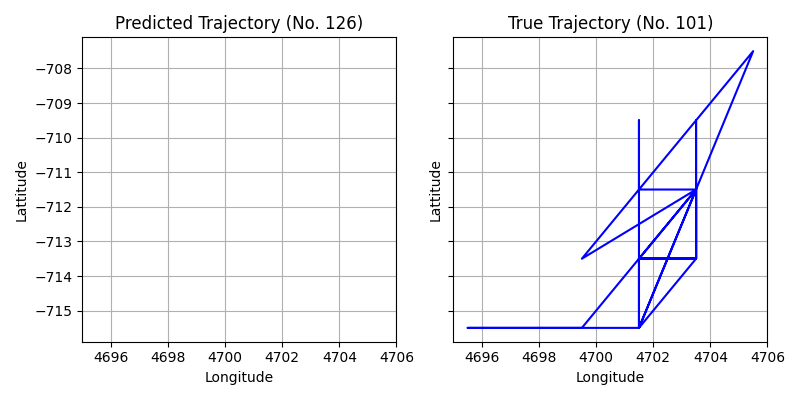 Predicted Trajectory (No. 126)
True Trajectory (No. 101)
−708
−709
−710
−711
−712
−713
−714
−715
Lattitude
Lattitude
4696 4698 4700 4702 4704 4706
4696 4698 4700 4702 4704 4706
Longitude
Longitude